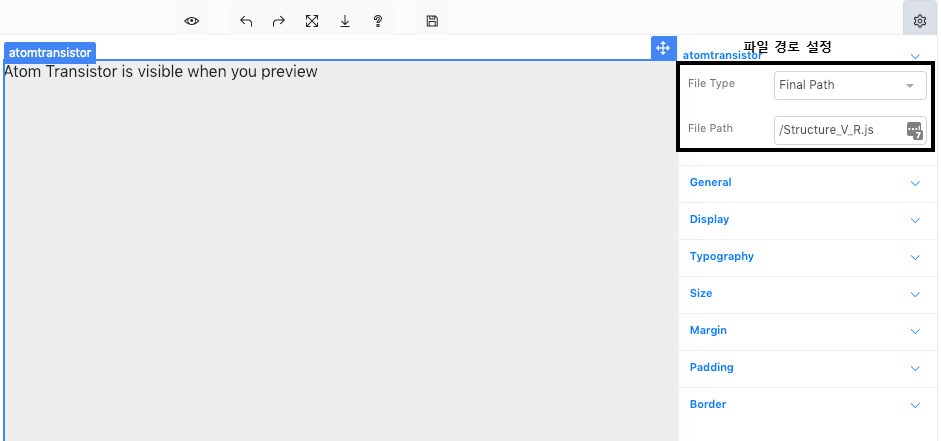 atomtransistor
Atom Transistor is visible when you preview
파일 경로 설정
atomtransistor
File Type
Final Path
File Path
/Structure_V_R.js
7
General
Display
Typography
Size
Margin
Padding
Border